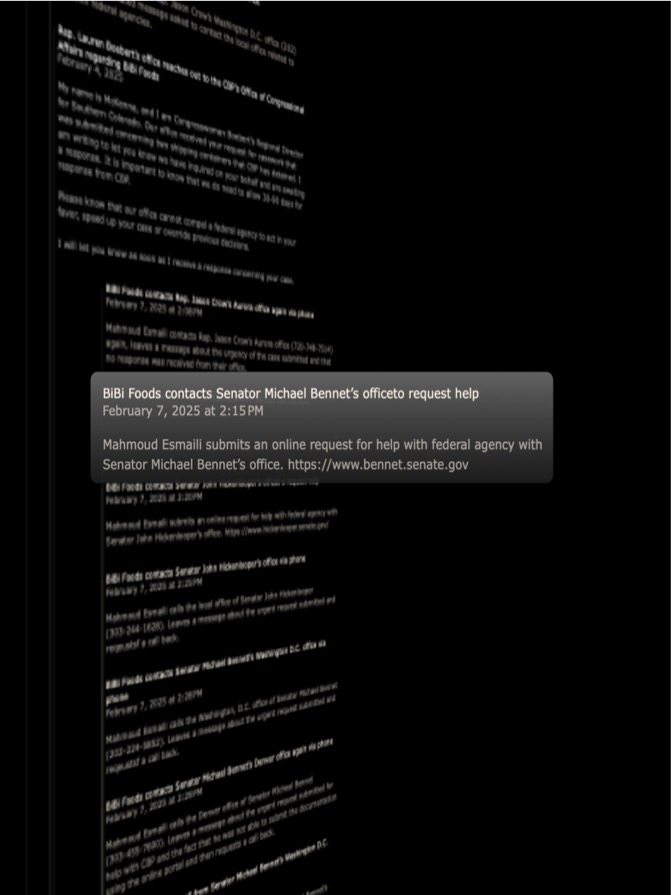 Jason Crow's Washington D.C. office (202)
message asked to contact the local office related to
federal agencies.
Rep. Lauren Boebert's office reaches out to the CBP's Office of Congressional
Affairs regarding BiBi Foods
February 4, 2025
My name is McKenna, and I am Congresswoman Boebert's Regional Director
for Southern Colorado. Our office received your request for casework that
was submitted concerning two shipping containers that CBP has detained. I
am writing to let you know we have inquired on your behalf and are awaiting
a response. It is important to know that we do need to allow 30-60 days for
response from CBP.
Please know that our office cannot compel a federal agency to act in your
favor, speed up your case or override previous decisions.
I will let you know as soon as I receive a response concerning your case.
BiBi Foods contacts Rep. Jason Crow's Aurora office again via phone
February 7, 2025 at 2:08PM
Mahmoud Esmaili contacts Rep. Jason Crow's Aurora office (720-748-7514)
again, leaves a message about the urgency of the case submitted and that
no response was received from their office.
BiBi Foods contacts Senator Michael Bennet's officeto request help
February 7, 2025 at 2:15 PM
Mahmoud Esmaili submits an online request for help with federal agency with
Senator Michael Bennet's office. https://www.bennet.senate.gov
BiBi Foods contacts Senator John Hickenlooper's
February 7, 2025 at 2:20PM
Mahmoud Esmaili submits an online request for help with federal agency with
Senator John Hickenlooper's office. https://www.hickenlooper.senate.gov/
BiBi Foods contacts Senator John Hickenlooper's office via phone
February 7, 2025 at 2:25PM
Mahmoud Esmaili calls the local office of Senator John Hickenlooper
(303-244-1628). Leaves a message about the urgent request submitted and
a call back.
BiBi Foods contacts Senator Michael Bennet's Washington D.C. office via
phone
February 7, 2025 at 2:28PM
Mahmoud Esmaili calls the Washington, D.C. office of Senator Michael Bennet
(202-224-5852). Leaves a message about the urgent request submitted and
a call back.
BiBi Foods contacts Senator Michael Bennet's Denver office again via phone
February 7, 2025 at
Mahmoud Esmaili calls the Denver office of Senator Michael Bennet
(303-455-7600). Leaves a message about the urgent request submitted for
help with CBP and the fact that he was not able to submit the documentation
using the online portal and then requests a call back.
from Senator Michael Bennet's Washington D.C.